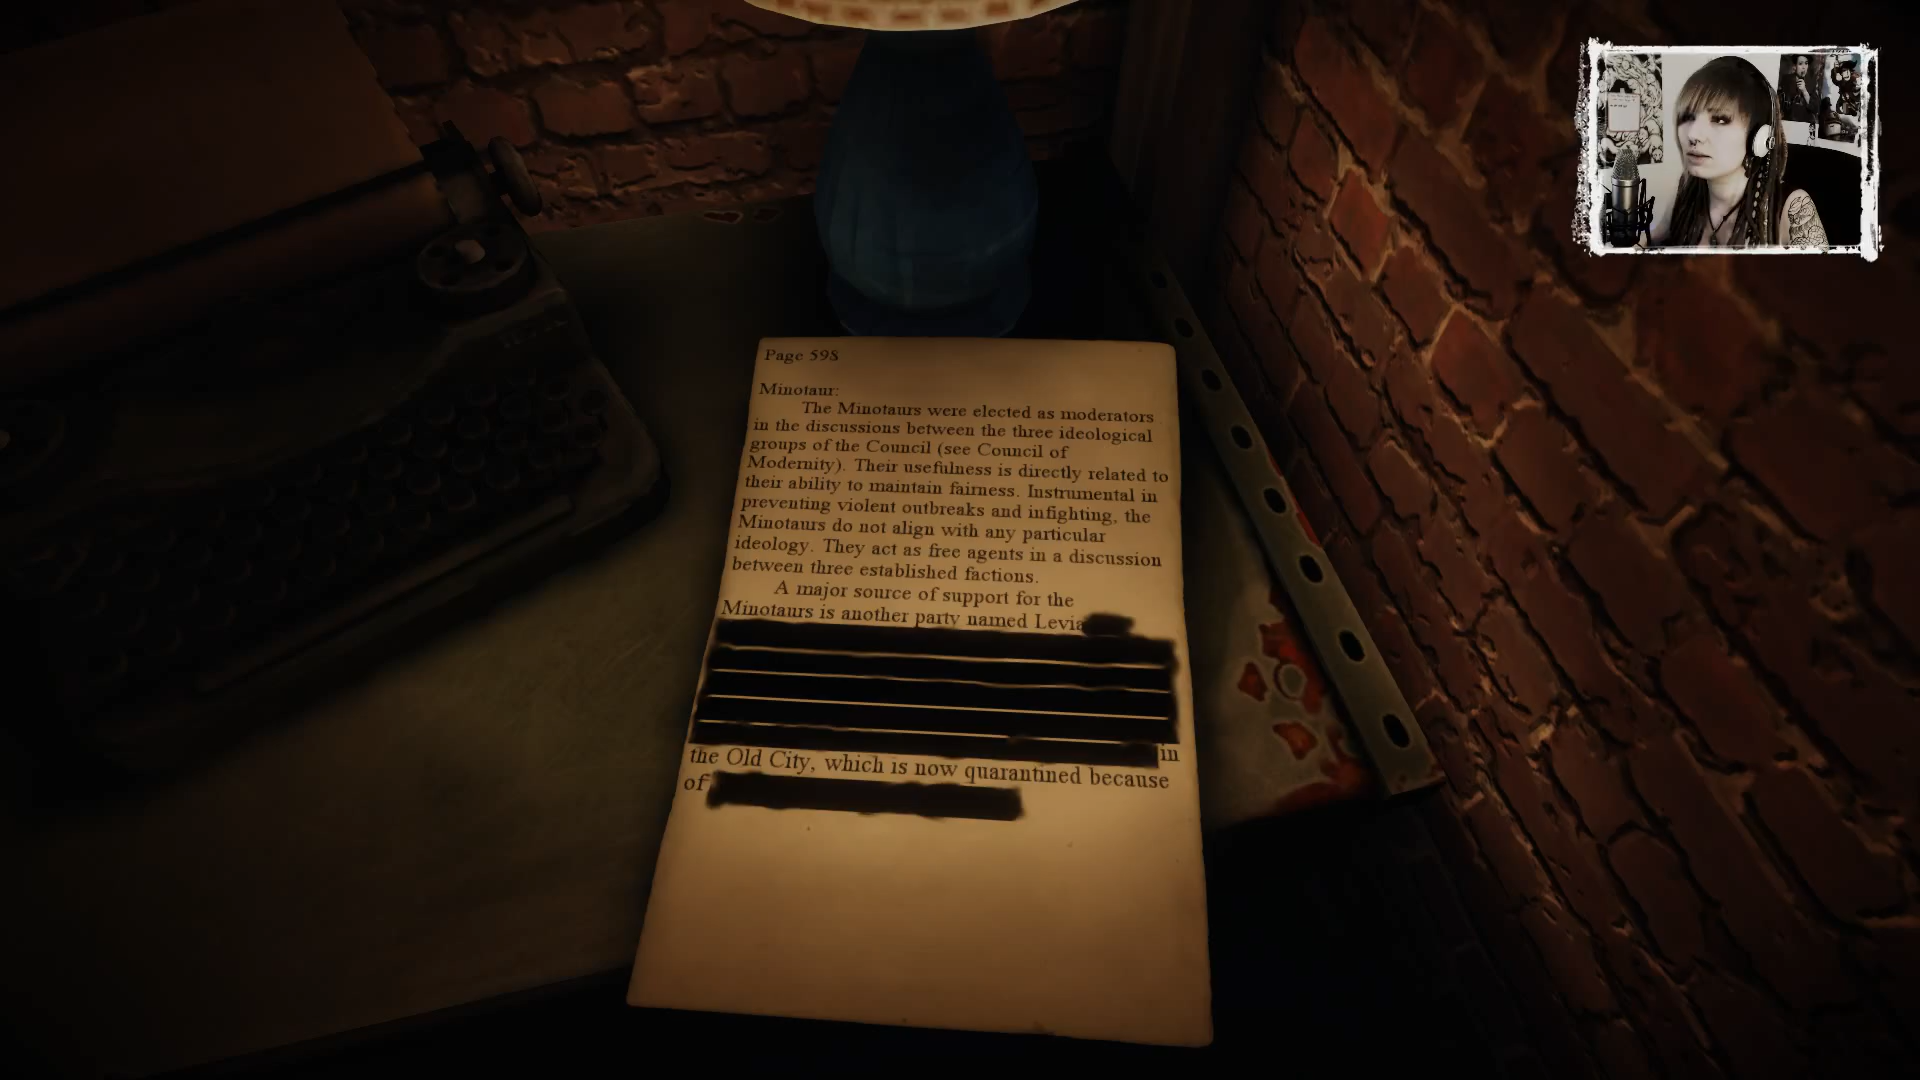 Page 598
Minotaur:
The Minotaurs were elected as moderators
in the discussions between the three ideological
groups of the Council (see Council of
Modernity). Their usefulness is directly related to
their ability to maintain fairness. Instrumental in
preventing violent outbreaks and infighting, the
Minotaurs do not align with any particular
ideology. They act as free agents in a discussion
between three established factions.
A major source of support for the
Minotaurs is another party named Levia
in
the Old City, which is now quarantined because
of